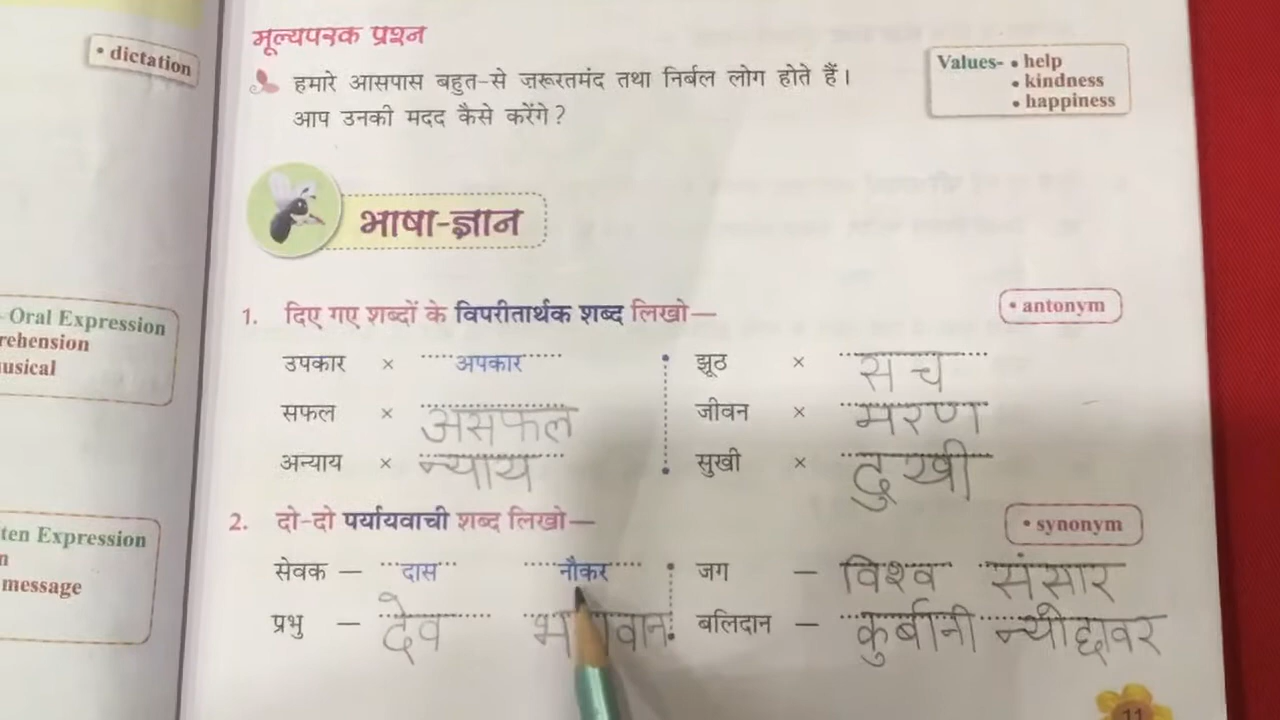 • dictation
Oral Expression
rehension
usical
ten Expression
n
message
मूल्यपरक प्रश्न
हमारे आसपास बहुत-से ज़रूरतमंद तथा निर्बल लोग होते हैं।
आप उनकी मदद कैसे करेंगे?
Values- • help
• kindness
• happiness
भाषा-ज्ञान
1. दिए गए शब्दों के विपरीतार्थक शब्द लिखो—
• antonym
उपकार × अपकार झूठ × सच
सफल × असफल जीवन × मरण
अन्याय × न्याय सुखी × दुखी
2. दो-दो पर्यायवाची शब्द लिखो—
• synonym
सेवक — दास नौकर जग — विश्व संसार
प्रभु — देव बलिदान — कुर्बानी न्योछावर
11